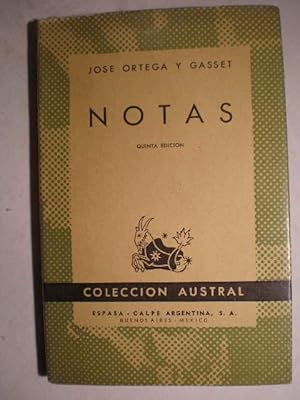 JOSE ORTEGA Y GASSET
NOTAS
QUINTA EDICION
COLECCION AUSTRAL
ESPASA - CALPE ARGENTINA, S. A.
BUENOS AIRES - MEXICO